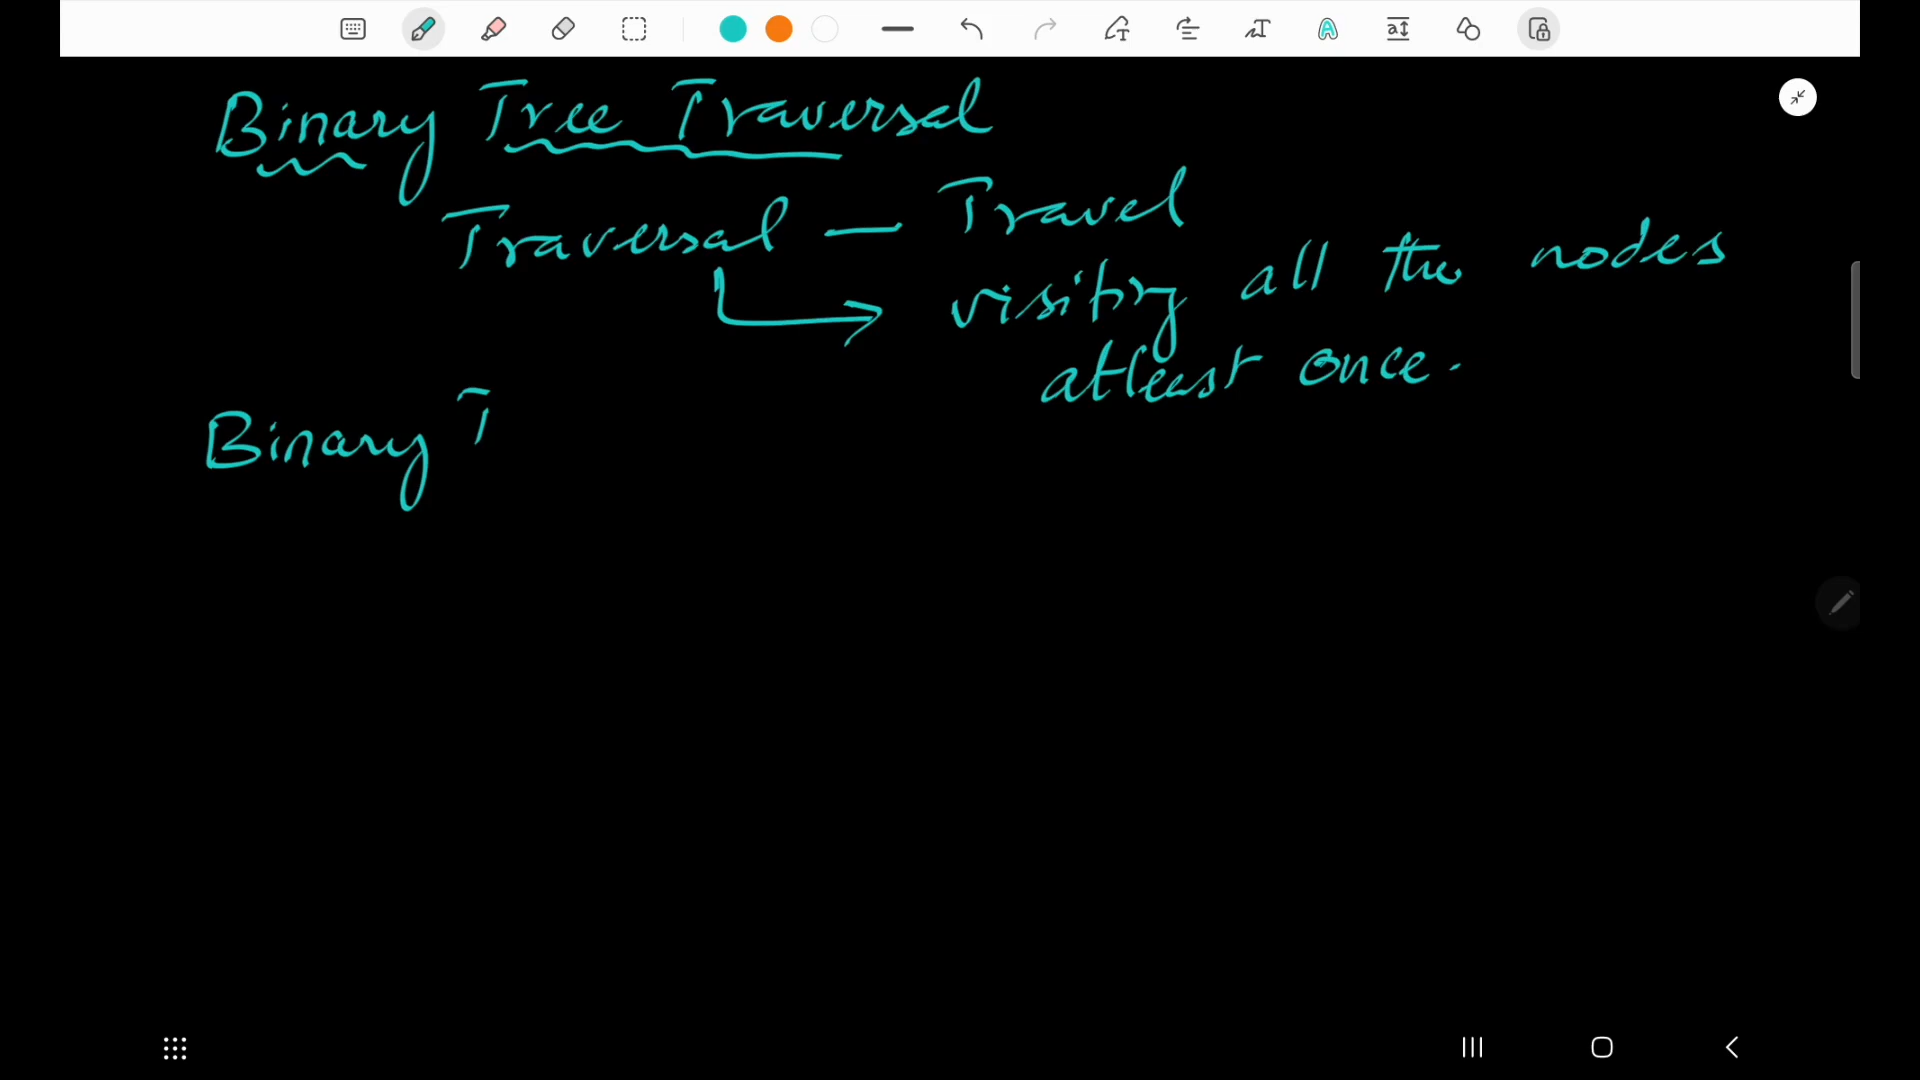 Binary Tree Traversal
Traversal — Travel
→ visiting all the nodes
atleast once.
Binary T